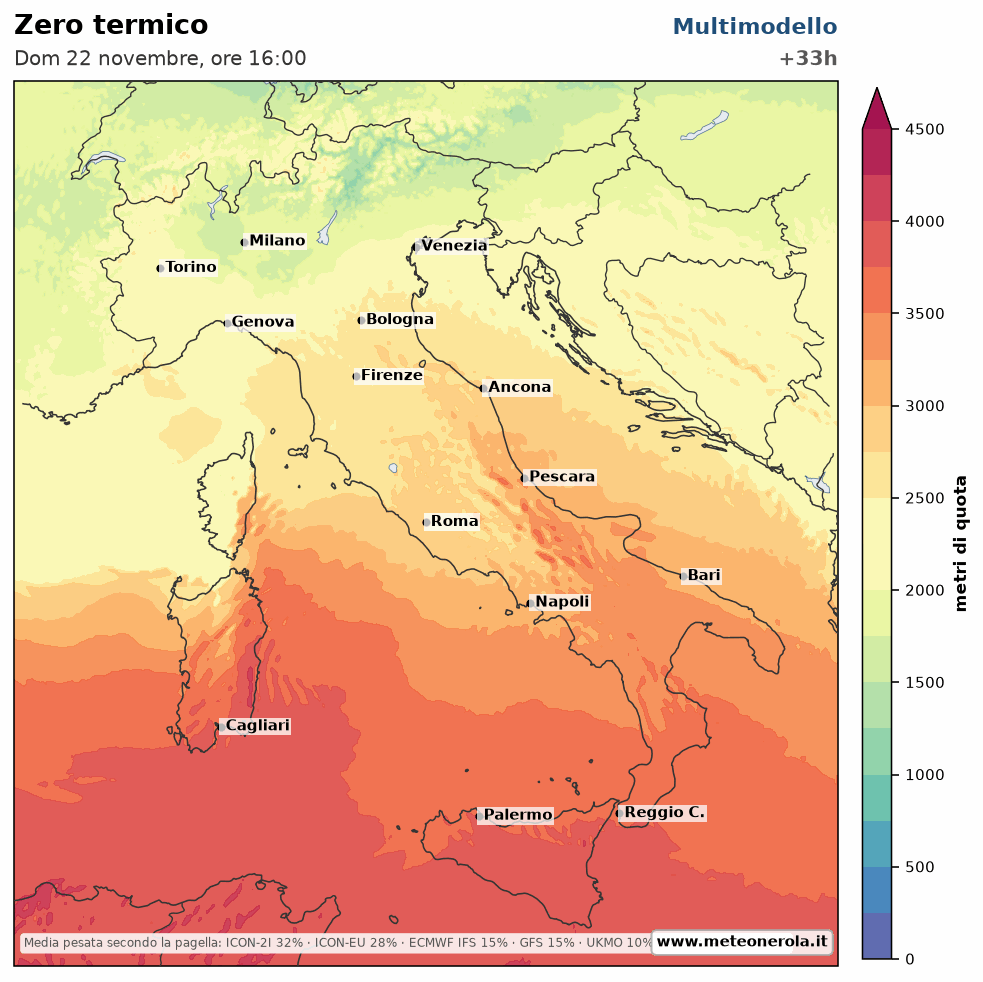 Zero termico
Multimodello
Dom 22 novembre, ore 16:00
+33h
Milano
Venezia
Torino
Genova
Bologna
Firenze
Ancona
Pescara
Roma
Bari
Napoli
Cagliari
Palermo
Reggio C.
4500
4000
3500
3000
2500
2000
1500
1000
500
0
metri di quota
Media pesata secondo la pagella: ICON-2I 32% · ICON-EU 28% · ECMWF IFS 15% · GFS 15% · UKMO 10%
www.meteonerola.it